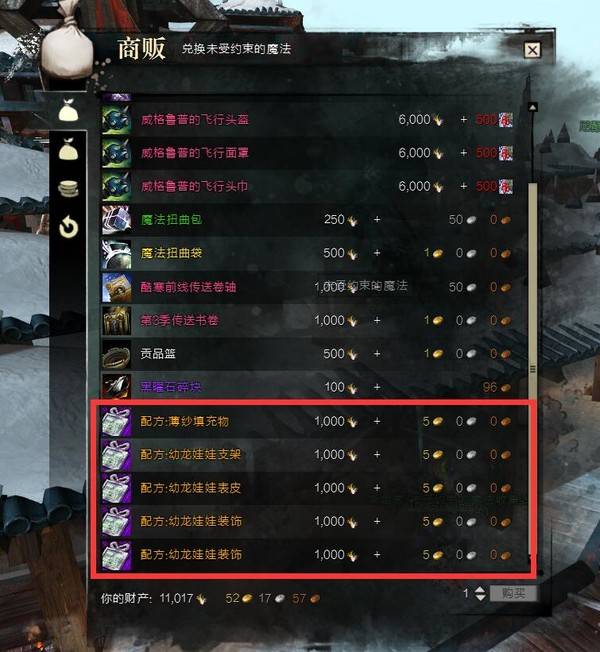 商贩 兑换未受约束的魔法
威格鲁普的飞行头盔 6,000 + 500
威格鲁普的飞行面罩 6,000 + 500
威格鲁普的飞行头巾 6,000 + 500
魔法扭曲包 250 + 50 0
魔法扭曲袋 500 + 1 0 0
酷寒前线传送卷轴 1,000 未受约束的魔法 50 0
第3季传送书卷 1,000 + 1 0 0
贡品篮 500 + 1 0 0
黑曜石碎块 100 + 96
配方:薄纱填充物 1,000 + 5 0 0
配方:幼龙娃娃支架 1,000 + 5 0 0
配方:幼龙娃娃表皮 1,000 + 5 0 0
配方:幼龙娃娃装饰 1,000 + 5 0 0
配方:幼龙娃娃装饰 1,000 + 5 0 0
你的财产: 11,017 52 17 57 1 购买